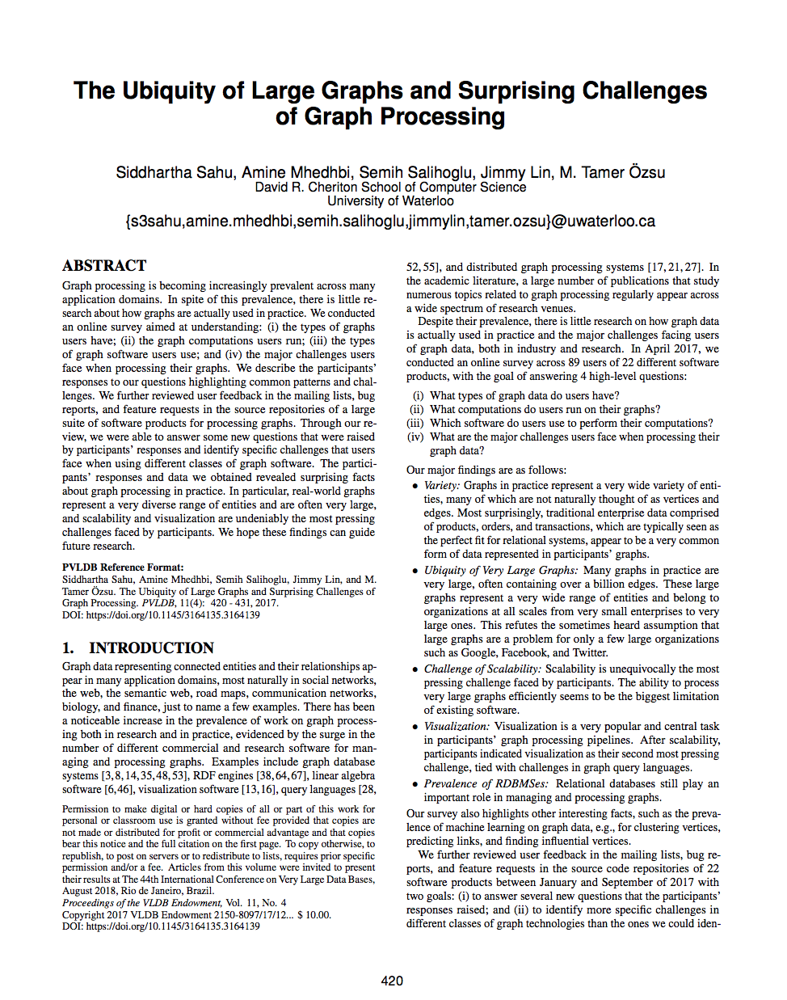 The Ubiquity of Large Graphs and Surprising Challenges
of Graph Processing
Siddhartha Sahu, Amine Mhedhbi, Semih Salihoglu, Jimmy Lin, M. Tamer Özsu
David R. Cheriton School of Computer Science
University of Waterloo
{s3sahu,amine.mhedhbi,semih.salihoglu,jimmylin,tamer.ozsu}@uwaterloo.ca
ABSTRACT
Graph processing is becoming increasingly prevalent across many
application domains. In spite of this prevalence, there is little re-
search about how graphs are actually used in practice. We conducted
an online survey aimed at understanding: (i) the types of graphs
users have; (ii) the graph computations users run; (iii) the types
of graph software users use; and (iv) the major challenges users
face when processing their graphs. We describe the participants’
responses to our questions highlighting common patterns and chal-
lenges. We further reviewed user feedback in the mailing lists, bug
reports, and feature requests in the source repositories of a large
suite of software products for processing graphs. Through our re-
view, we were able to answer some new questions that were raised
by participants’ responses and identify specific challenges that users
face when using different classes of graph software. The partici-
pants’ responses and data we obtained revealed surprising facts
about graph processing in practice. In particular, real-world graphs
represent a very diverse range of entities and are often very large,
and scalability and visualization are undeniably the most pressing
challenges faced by participants. We hope these findings can guide
future research.
PVLDB Reference Format:
Siddhartha Sahu, Amine Mhedhbi, Semih Salihoglu, Jimmy Lin, and M.
Tamer Özsu. The Ubiquity of Large Graphs and Surprising Challenges of
Graph Processing. PVLDB, 11(4): 420 - 431, 2017.
DOI: https://doi.org/10.1145/3164135.3164139
1. INTRODUCTION
Graph data representing connected entities and their relationships ap-
pear in many application domains, most naturally in social networks,
the web, the semantic web, road maps, communication networks,
biology, and finance, just to name a few examples. There has been
a noticeable increase in the prevalence of work on graph process-
ing both in research and in practice, evidenced by the surge in the
number of different commercial and research software for man-
aging and processing graphs. Examples include graph database
systems [3,8,14,35,48,53], RDF engines [38,64,67], linear algebra
software [6,46], visualization software [13,16], query languages [28,
Permission to make digital or hard copies of all or part of this work for
personal or classroom use is granted without fee provided that copies are
not made or distributed for profit or commercial advantage and that copies
bear this notice and the full citation on the first page. To copy otherwise, to
republish, to post on servers or to redistribute to lists, requires prior specific
permission and/or a fee. Articles from this volume were invited to present
their results at The 44th International Conference on Very Large Data Bases,
August 2018, Rio de Janeiro, Brazil.
Proceedings of the VLDB Endowment, Vol. 11, No. 4
Copyright 2017 VLDB Endowment 2150-8097/17/12... $ 10.00.
DOI: https://doi.org/10.1145/3164135.3164139
52, 55], and distributed graph processing systems [17, 21, 27]. In
the academic literature, a large number of publications that study
numerous topics related to graph processing regularly appear across
a wide spectrum of research venues.
Despite their prevalence, there is little research on how graph data
is actually used in practice and the major challenges facing users
of graph data, both in industry and research. In April 2017, we
conducted an online survey across 89 users of 22 different software
products, with the goal of answering 4 high-level questions:
(i) What types of graph data do users have?
(ii) What computations do users run on their graphs?
(iii) Which software do users use to perform their computations?
(iv) What are the major challenges users face when processing their
graph data?
Our major findings are as follows:
• Variety: Graphs in practice represent a very wide variety of enti-
ties, many of which are not naturally thought of as vertices and
edges. Most surprisingly, traditional enterprise data comprised
of products, orders, and transactions, which are typically seen as
the perfect fit for relational systems, appear to be a very common
form of data represented in participants’ graphs.
• Ubiquity of Very Large Graphs: Many graphs in practice are
very large, often containing over a billion edges. These large
graphs represent a very wide range of entities and belong to
organizations at all scales from very small enterprises to very
large ones. This refutes the sometimes heard assumption that
large graphs are a problem for only a few large organizations
such as Google, Facebook, and Twitter.
• Challenge of Scalability: Scalability is unequivocally the most
pressing challenge faced by participants. The ability to process
very large graphs efficiently seems to be the biggest limitation
of existing software.
• Visualization: Visualization is a very popular and central task
in participants’ graph processing pipelines. After scalability,
participants indicated visualization as their second most pressing
challenge, tied with challenges in graph query languages.
• Prevalence of RDBMSes: Relational databases still play an
important role in managing and processing graphs.
Our survey also highlights other interesting facts, such as the preva-
lence of machine learning on graph data, e.g., for clustering vertices,
predicting links, and finding influential vertices.
We further reviewed user feedback in the mailing lists, bug re-
ports, and feature requests in the source code repositories of 22
software products between January and September of 2017 with
two goals: (i) to answer several new questions that the participants’
responses raised; and (ii) to identify more specific challenges in
different classes of graph technologies than the ones we could iden-
420